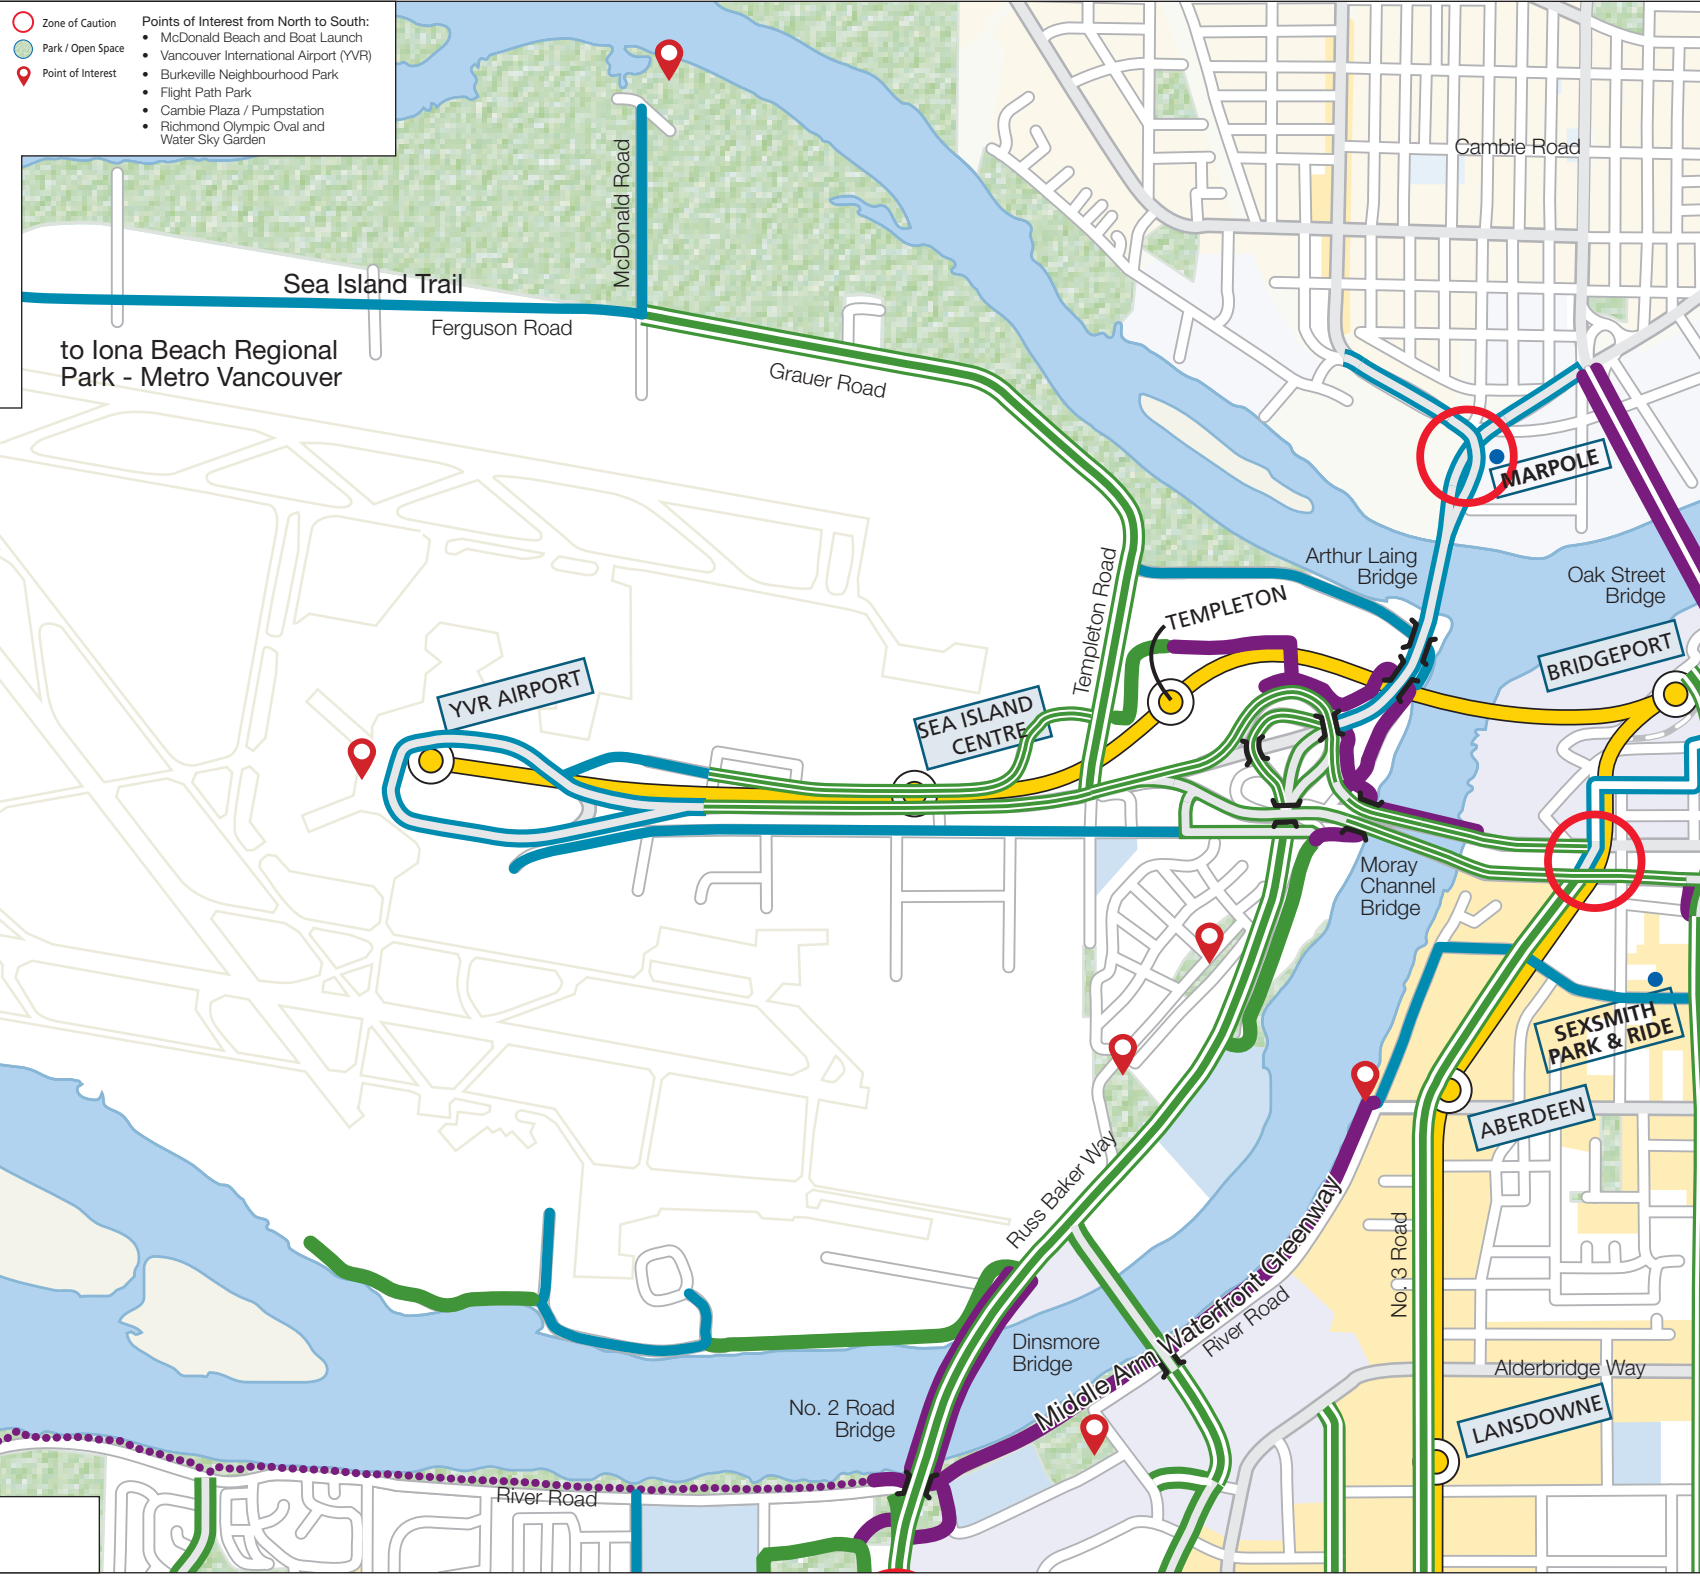 Zone of Caution
Park / Open Space
Point of Interest
Points of Interest from North to South:
• McDonald Beach and Boat Launch
• Vancouver International Airport (YVR)
• Burkeville Neighbourhood Park
• Flight Path Park
• Cambie Plaza / Pumpstation
• Richmond Olympic Oval and
Water Sky Garden
Cambie Road
McDonald Road
Sea Island Trail
Ferguson Road
to Iona Beach Regional
Park - Metro Vancouver
Grauer Road
MARPOLE
Arthur Laing
Bridge
Oak Street
Bridge
Templeton Road
TEMPLETON
BRIDGEPORT
YVR AIRPORT
SEA ISLAND
CENTRE
Moray
Channel
Bridge
SEXSMITH
PARK & RIDE
ABERDEEN
Russ Baker Way
No. 3 Road
Middle Arm Waterfront Greenway
River Road
Dinsmore
Bridge
Alderbridge Way
LANSDOWNE
No. 2 Road
Bridge
River Road